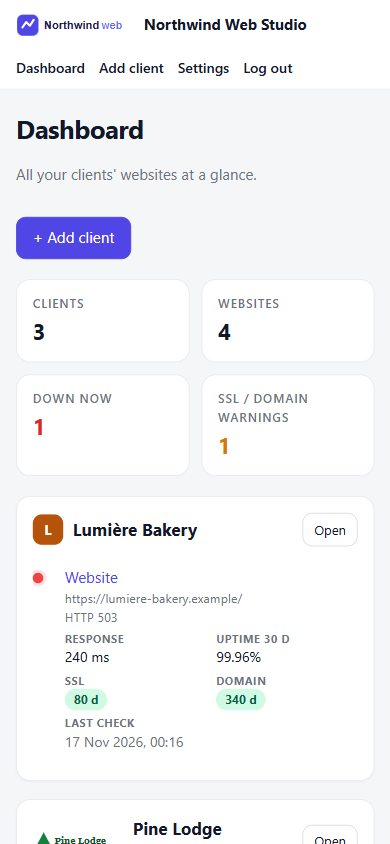 Northwind web Northwind Web Studio
Dashboard Add client Settings Log out
Dashboard
All your clients' websites at a glance.
+ Add client
CLIENTS
3
WEBSITES
4
DOWN NOW
1
SSL / DOMAIN
WARNINGS
1
L Lumière Bakery Open
Website
https://lumiere-bakery.example/
HTTP 503
RESPONSE UPTIME 30 D
240 ms 99.96%
SSL DOMAIN
80 d 340 d
LAST CHECK
17 Nov 2026, 00:16
Pine Lodge
Pine Lodge Open